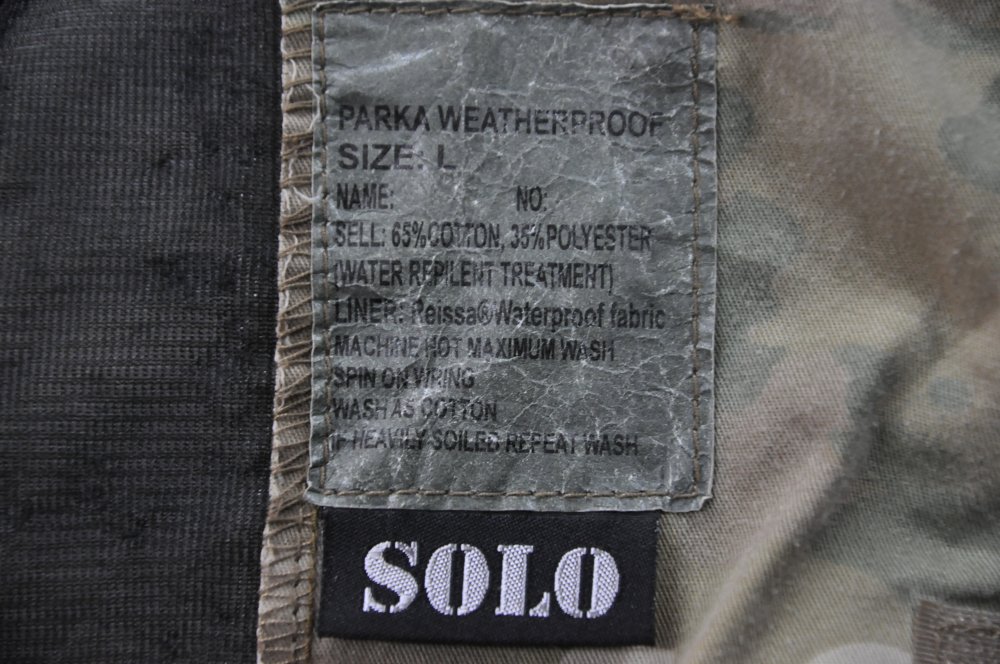 PARKA WEATHERPROOF
SIZE: L
NAME: NO:
SELL: 65%COTTON, 35%POLYESTER
(WATER REPILENT TREATMENT)
LINER: Reissa®Waterproof fabric
MACHINE HOT MAXIMUM WASH
SPIN ON WRING
WASH AS COTTON
IF HEAVILY SOILED REPEAT WASH
SOLO